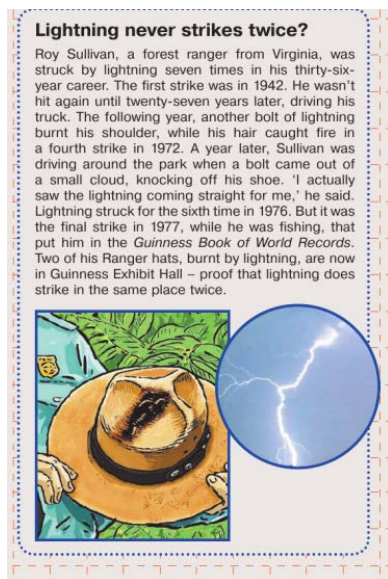 Lightning never strikes twice?
Roy Sullivan, a forest ranger from Virginia, was
struck by lightning seven times in his thirty-six-
year career. The first strike was in 1942. He wasn't
hit again until twenty-seven years later, driving his
truck. The following year, another bolt of lightning
burnt his shoulder, while his hair caught fire in
a fourth strike in 1972. A year later, Sullivan was
driving around the park when a bolt came out of
a small cloud, knocking off his shoe. 'I actually
saw the lightning coming straight for me,' he said.
Lightning struck for the sixth time in 1976. But it was
the final strike in 1977, while he was fishing, that
put him in the Guinness Book of World Records.
Two of his Ranger hats, burnt by lightning, are now
in Guinness Exhibit Hall – proof that lightning does
strike in the same place twice.